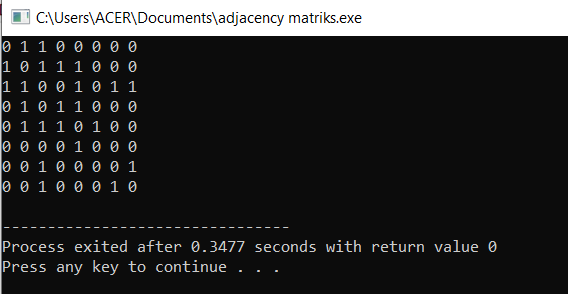 C:\Users\ACER\Documents\adjacency matriks.exe
0 1 1 0 0 0 0 0
1 0 1 1 1 0 0 0
1 1 0 0 1 0 1 1
0 1 0 1 1 0 0 0
0 1 1 1 0 1 0 0
0 0 0 0 1 0 0 0
0 0 1 0 0 0 0 1
0 0 1 0 0 0 1 0
--------------------------------
Process exited after 0.3477 seconds with return value 0
Press any key to continue . . .